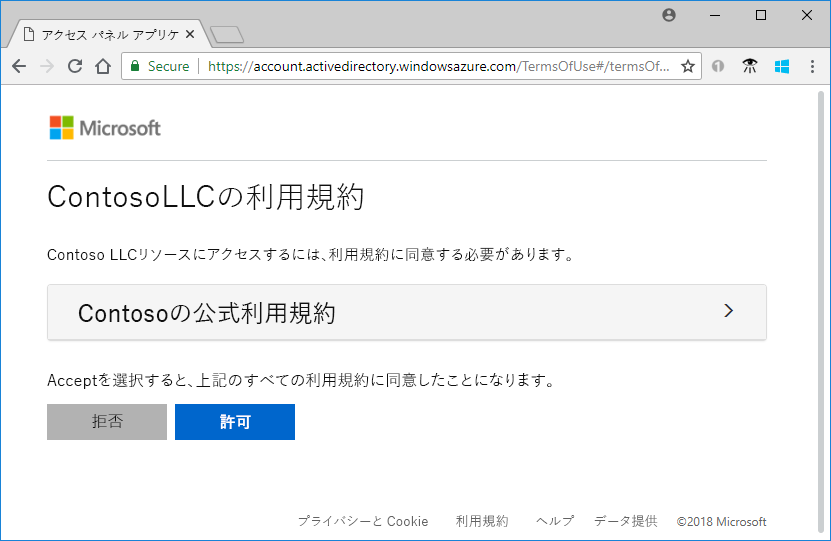 アクセス パネル アプリケ
Secure
https://account.activedirectory.windowsazure.com/TermsOfUse#/termsOf...
Microsoft
ContosoLLCの利用規約
Contoso LLCリソースにアクセスするには、利用規約に同意する必要があります。
Contosoの公式利用規約
Acceptを選択すると、上記のすべての利用規約に同意したことになります。
拒否 許可
プライバシーと Cookie 利用規約 ヘルプ データ提供 ©2018 Microsoft